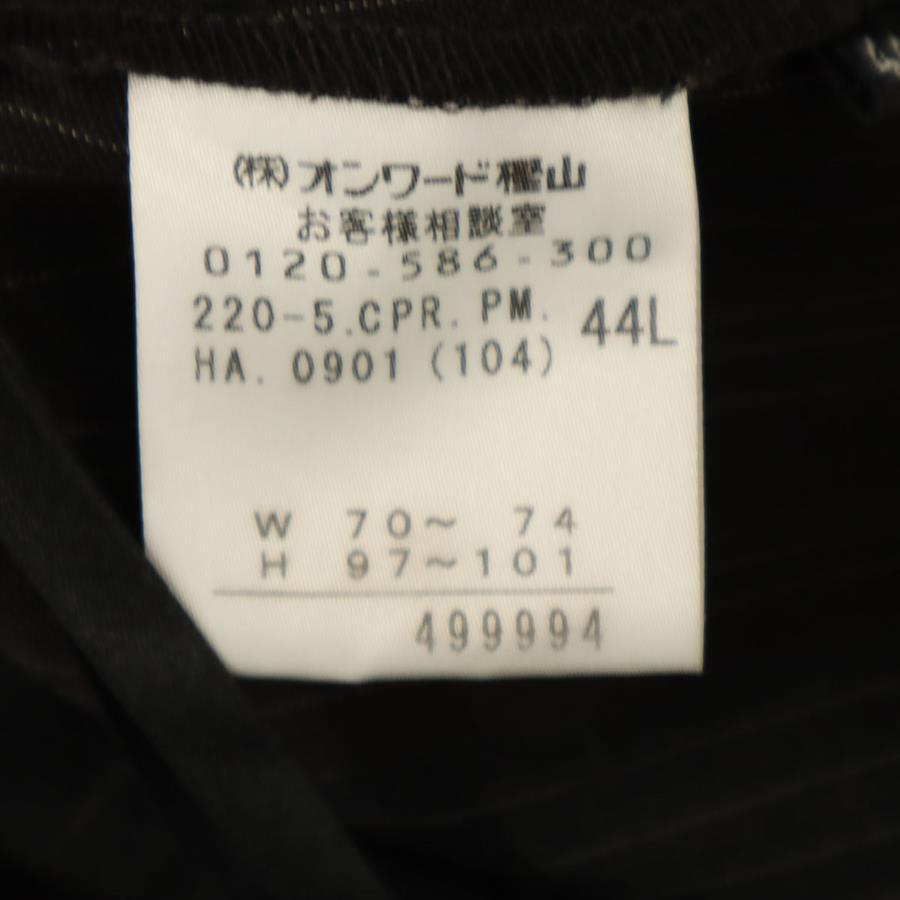 (株)オンワード樫山
お客様相談室
0120-586-300
220-5.CPR.PM. 44L
HA.0901(104)
W 70～ 74
H 97～101
499994